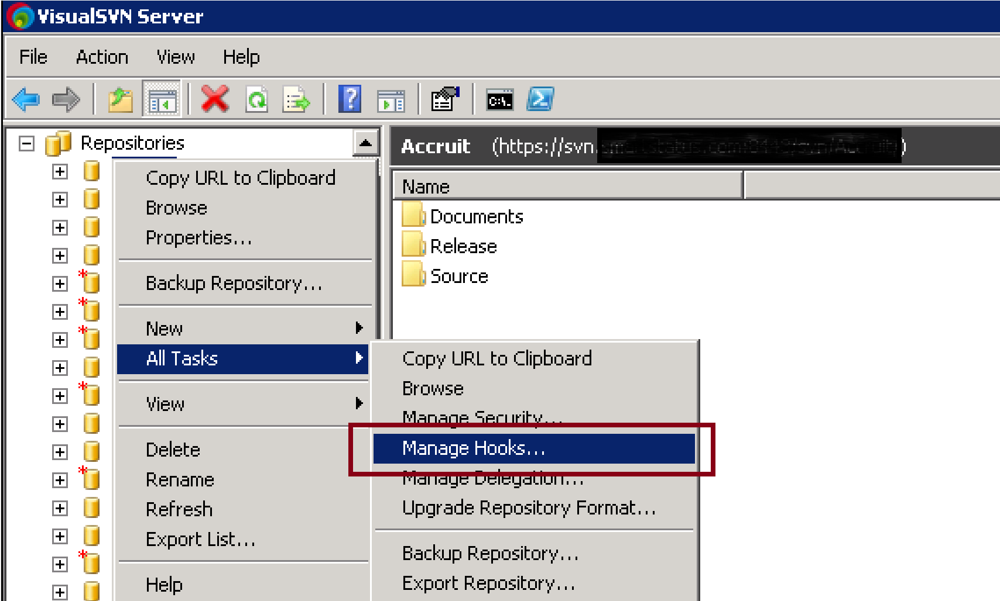 VisualSVN Server
File Action View Help
C:\.
Repositories
Accruit (https://svn. )
Name
Documents
Release
Source
Copy URL to Clipboard
Browse
Properties...
Backup Repository...
New
All Tasks
View
Delete
Rename
Refresh
Export List...
Help
Copy URL to Clipboard
Browse
Manage Security...
Manage Hooks...
Manage Delegation...
Upgrade Repository Format...
Backup Repository...
Export Repository...